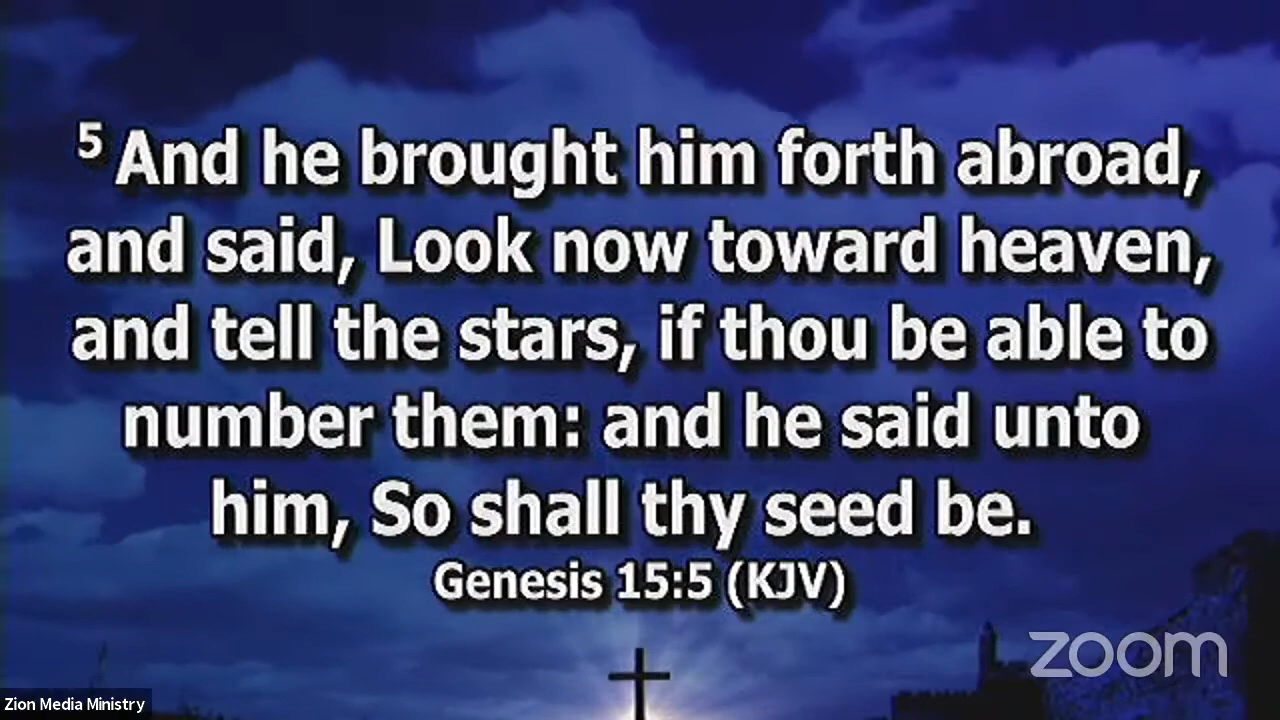 5 And he brought him forth abroad,
and said, Look now toward heaven,
and tell the stars, if thou be able to
number them: and he said unto
him, So shall thy seed be.
Genesis 15:5 (KJV)
zoom
Zion Media Ministry